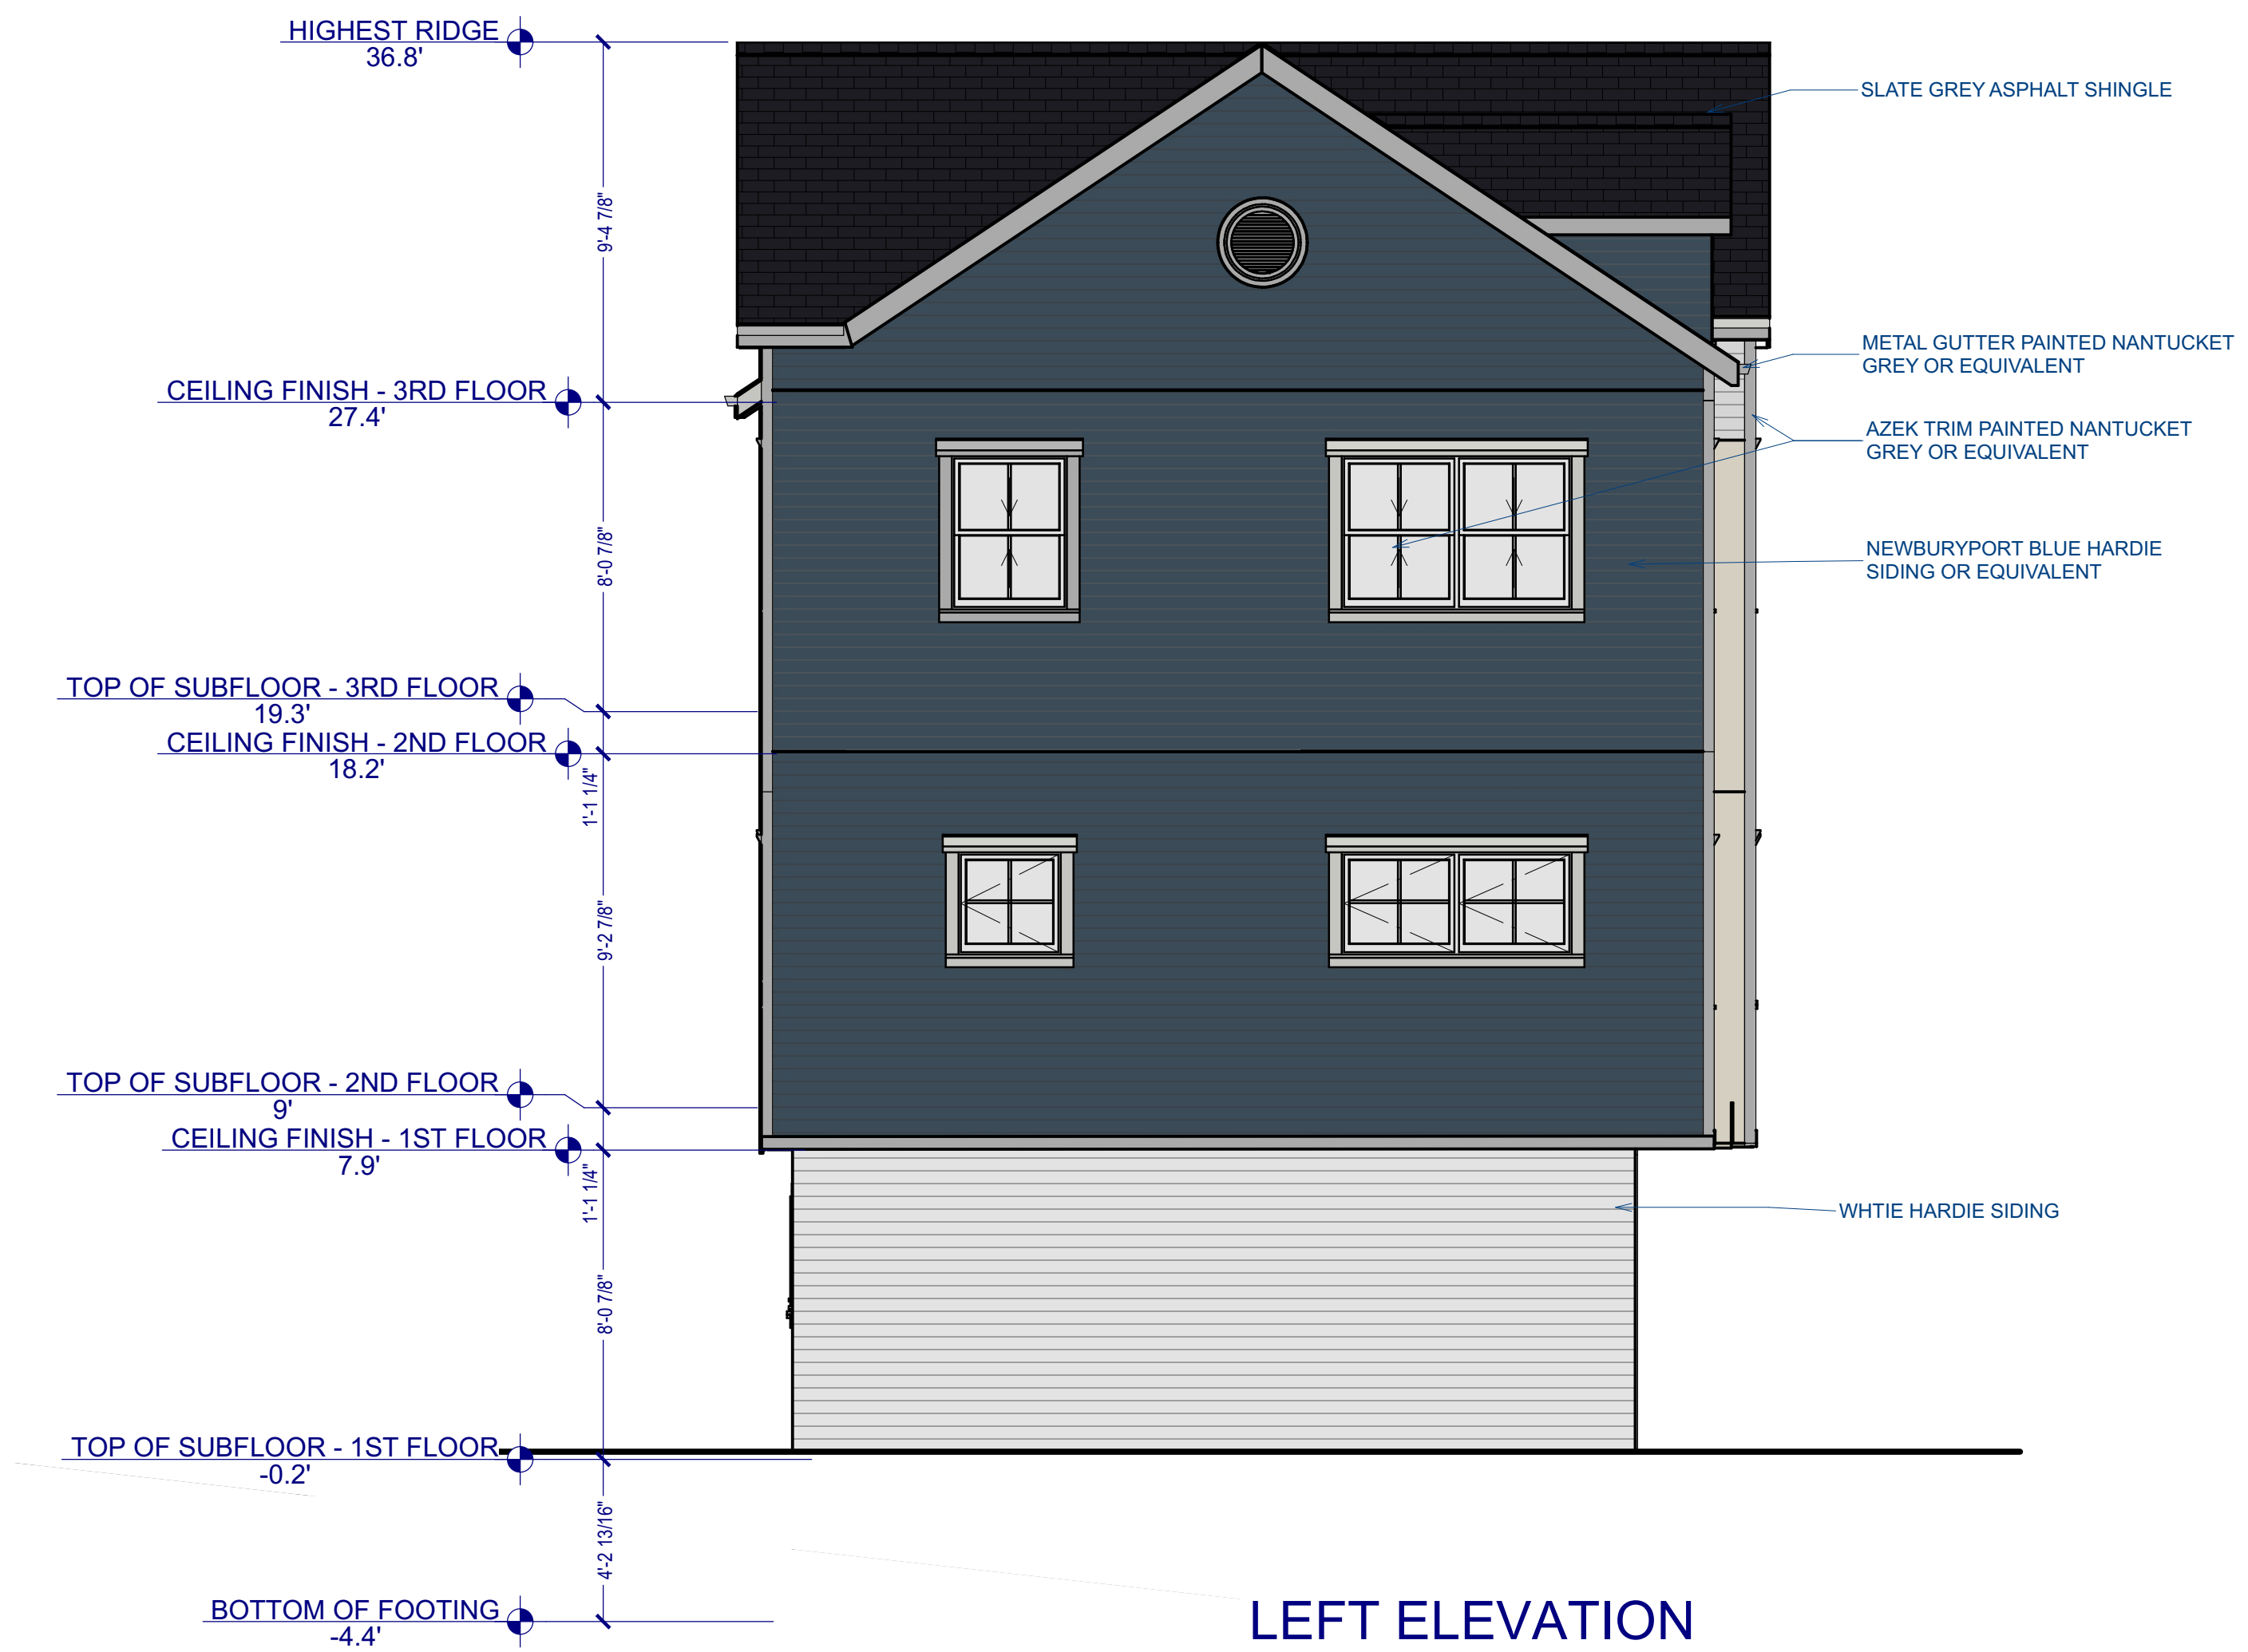 HIGHEST RIDGE
36.8'
SLATE GREY ASPHALT SHINGLE
9'-4 7/8"
METAL GUTTER PAINTED NANTUCKET
GREY OR EQUIVALENT
CEILING FINISH - 3RD FLOOR
27.4'
AZEK TRIM PAINTED NANTUCKET
GREY OR EQUIVALENT
8'-0 7/8"
NEWBURYPORT BLUE HARDIE
SIDING OR EQUIVALENT
TOP OF SUBFLOOR - 3RD FLOOR
19.3'
CEILING FINISH - 2ND FLOOR
18.2'
1'-1 1/4"
9'-2 7/8"
TOP OF SUBFLOOR - 2ND FLOOR
9'
CEILING FINISH - 1ST FLOOR
7.9'
1'-1 1/4"
WHTIE HARDIE SIDING
8'-0 7/8"
TOP OF SUBFLOOR - 1ST FLOOR
-0.2'
4'-2 13/16"
BOTTOM OF FOOTING
-4.4'
LEFT ELEVATION